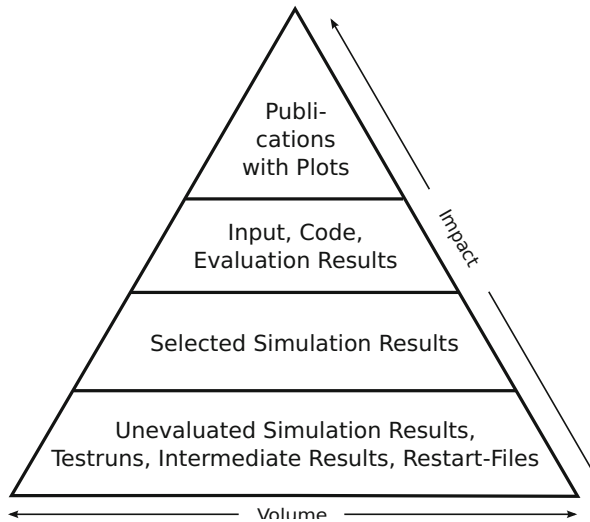 Publi-
cations
with Plots
Impact
Input, Code,
Evaluation Results
Selected Simulation Results
Unevaluated Simulation Results,
Testruns, Intermediate Results, Restart-Files
Volume